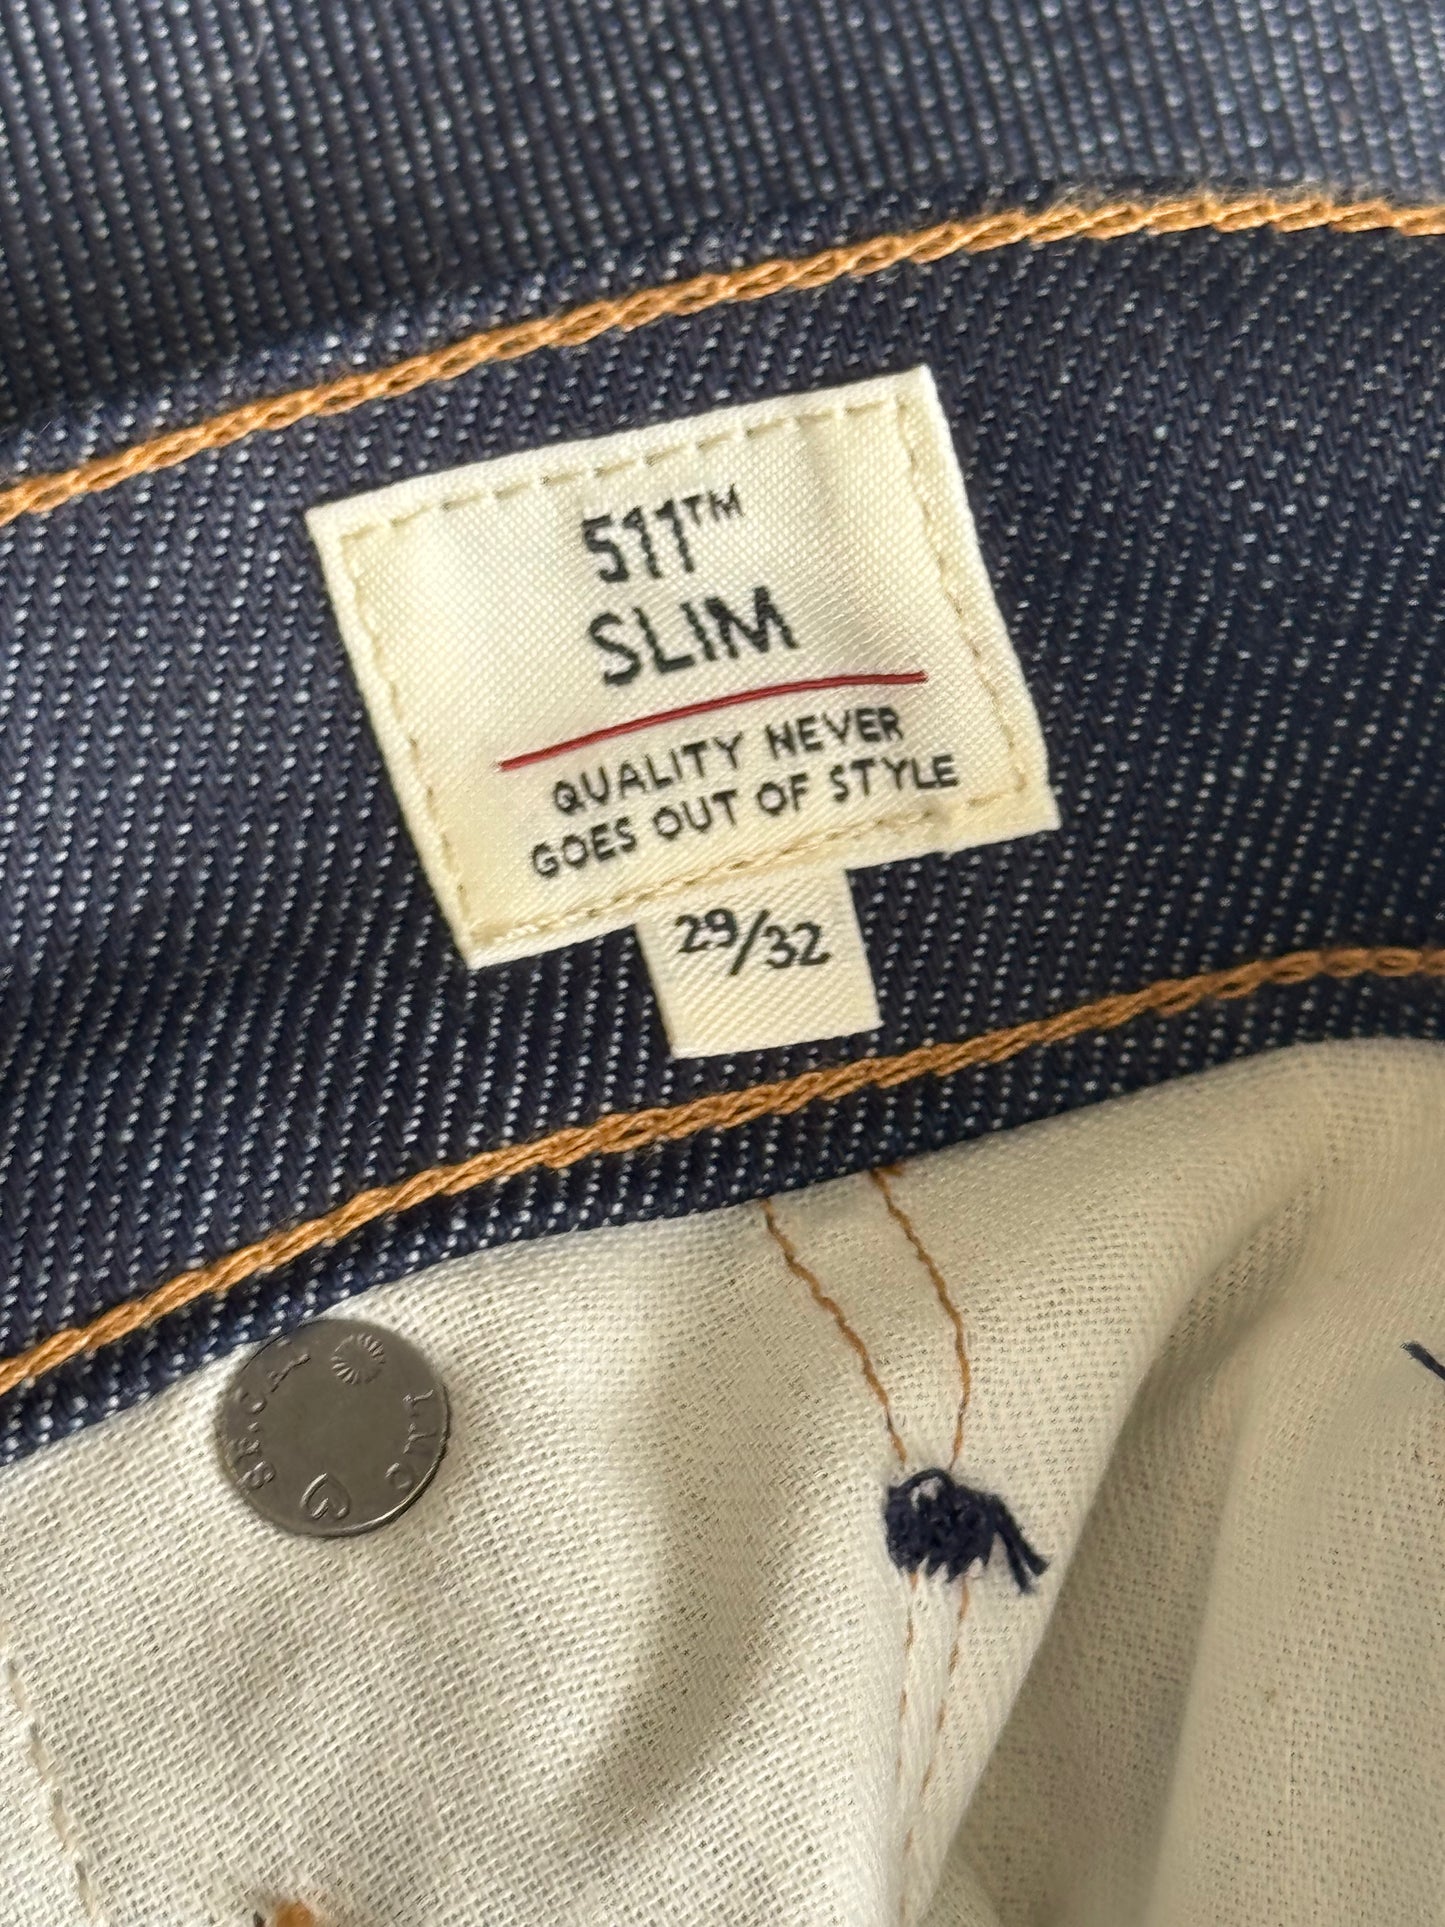 511™
SLIM
QUALITY NEVER
GOES OUT OF STYLE
29/32